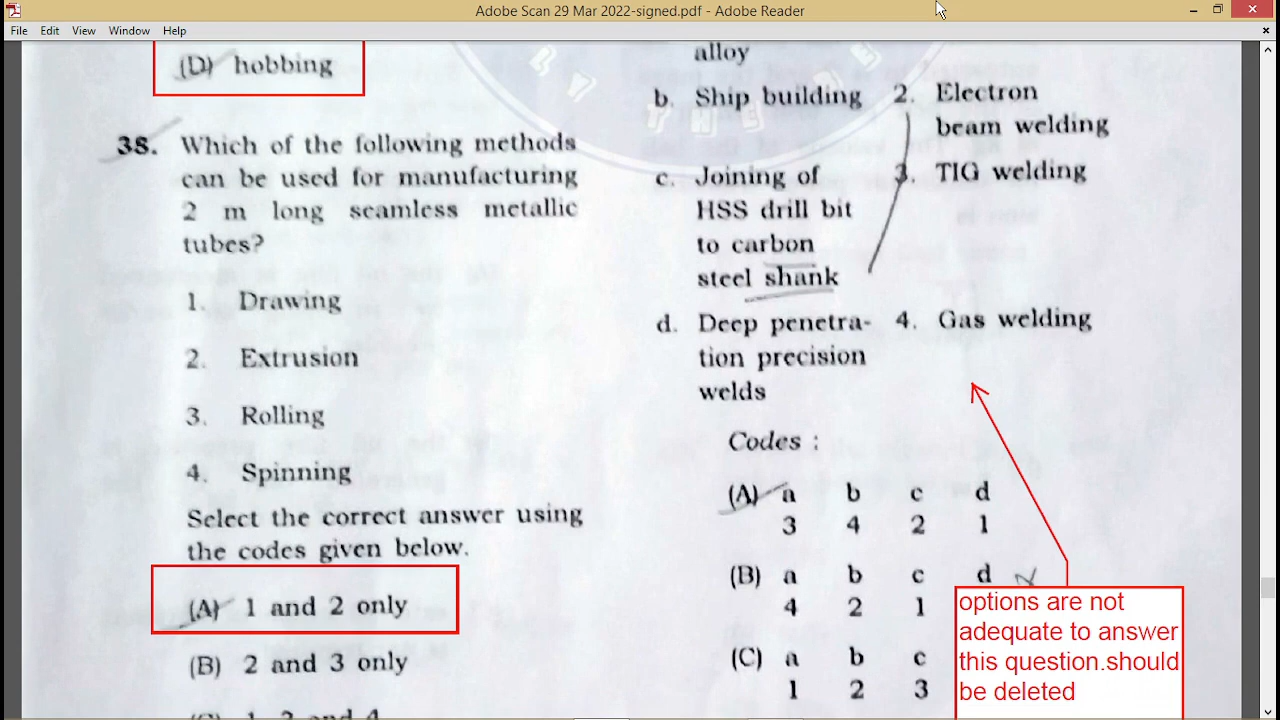 Adobe Scan 29 Mar 2022-signed.pdf - Adobe Reader
File Edit View Window Help
(D) hobbing
38. Which of the following methods
can be used for manufacturing
2 m long seamless metallic
tubes?
1. Drawing
2. Extrusion
3. Rolling
4. Spinning
Select the correct answer using
the codes given below.
(A) 1 and 2 only
(B) 2 and 3 only
alloy
b. Ship building 2. Electron
beam welding
c. Joining of 3. TIG welding
HSS drill bit
to carbon
steel shank
d. Deep penetra- 4. Gas welding
tion precision
welds
Codes :
(A) a b c d
3 4 2 1
(B) a b c d
4 2 1
(C) a b c
1 2 3
options are not
adequate to answer
this question.should
be deleted